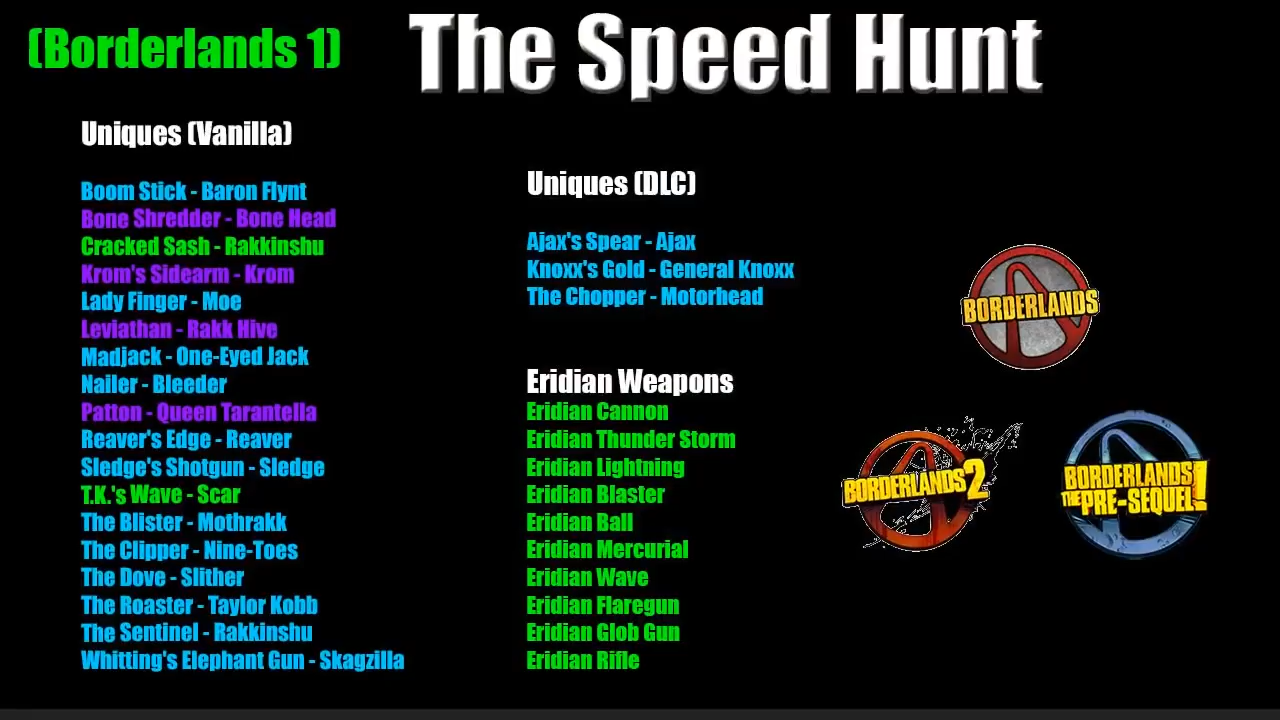 (Borderlands 1)
The Speed Hunt
Uniques (Vanilla)
Boom Stick - Baron Flynt
Bone Shredder - Bone Head
Cracked Sash - Rakkinshu
Krom's Sidearm - Krom
Lady Finger - Moe
Leviathan - Rakk Hive
Madjack - One-Eyed Jack
Nailer - Bleeder
Patton - Queen Tarantella
Reaver's Edge - Reaver
Sledge's Shotgun - Sledge
T.K.'s Wave - Scar
The Blister - Mothrakk
The Clipper - Nine-Toes
The Dove - Slither
The Roaster - Taylor Kobb
The Sentinel - Rakkinshu
Whitting's Elephant Gun - Skagzilla
Uniques (DLC)
Ajax's Spear - Ajax
Knoxx's Gold - General Knoxx
The Chopper - Motorhead
Eridian Weapons
Eridian Cannon
Eridian Thunder Storm
Eridian Lightning
Eridian Blaster
Eridian Ball
Eridian Mercurial
Eridian Wave
Eridian Flaregun
Eridian Glob Gun
Eridian Rifle
BORDERLANDS
BORDERLANDS 2
BORDERLANDS
THE PRE-SEQUEL!